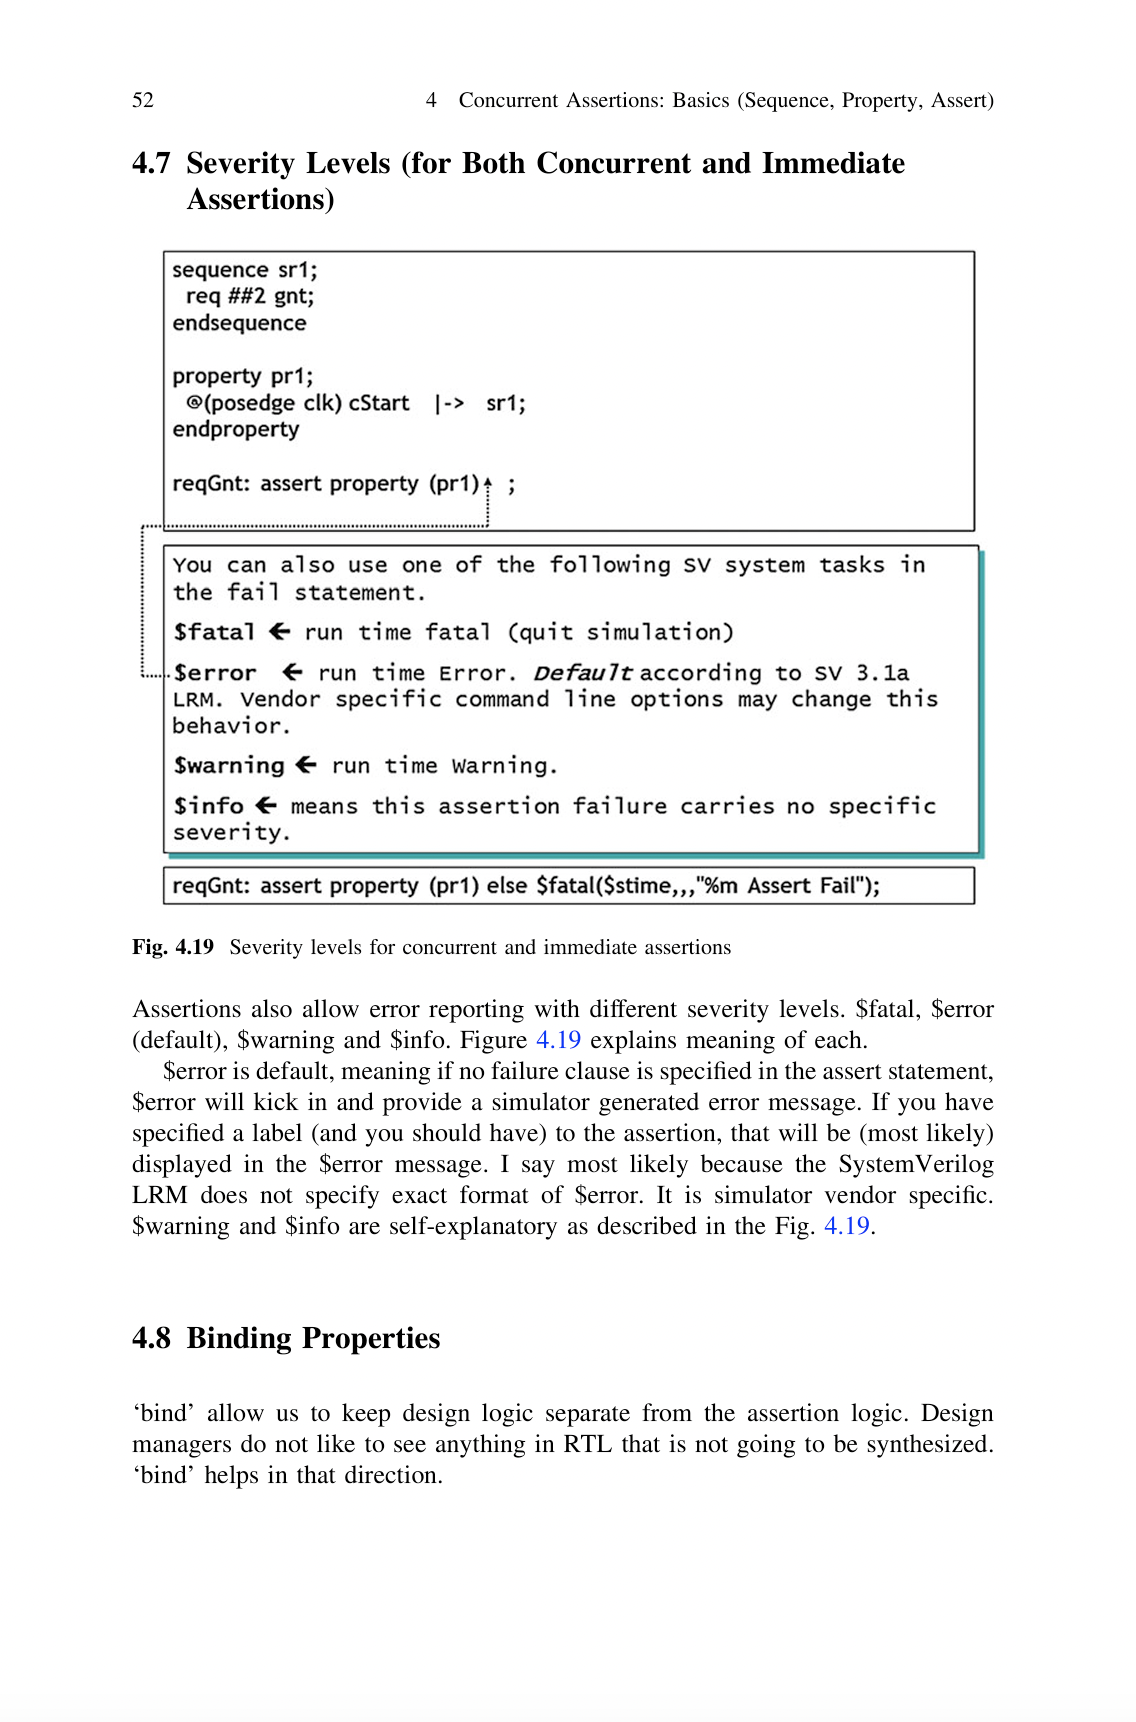 52
4 Concurrent Assertions: Basics (Sequence, Property, Assert)
4.7 Severity Levels (for Both Concurrent and Immediate
Assertions)
sequence sr1;
req ##2 gnt;
endsequence
property pr1;
@(posedge clk) cStart |-> sr1;
endproperty
reqGnt: assert property (pr1) ;
You can also use one of the following SV system tasks in
the fail statement.
$fatal ← run time fatal (quit simulation)
$error ← run time Error. Default according to SV 3.1a
LRM. Vendor specific command line options may change this
behavior.
$warning ← run time Warning.
$info ← means this assertion failure carries no specific
severity.
reqGnt: assert property (pr1) else $fatal($stime,,,"%m Assert Fail");
Fig. 4.19 Severity levels for concurrent and immediate assertions
Assertions also allow error reporting with different severity levels. $fatal, $error
(default), $warning and $info. Figure 4.19 explains meaning of each.
$error is default, meaning if no failure clause is specified in the assert statement,
$error will kick in and provide a simulator generated error message. If you have
specified a label (and you should have) to the assertion, that will be (most likely)
displayed in the $error message. I say most likely because the SystemVerilog
LRM does not specify exact format of $error. It is simulator vendor specific.
$warning and $info are self-explanatory as described in the Fig. 4.19.
4.8 Binding Properties
‘bind’ allow us to keep design logic separate from the assertion logic. Design
managers do not like to see anything in RTL that is not going to be synthesized.
‘bind’ helps in that direction.